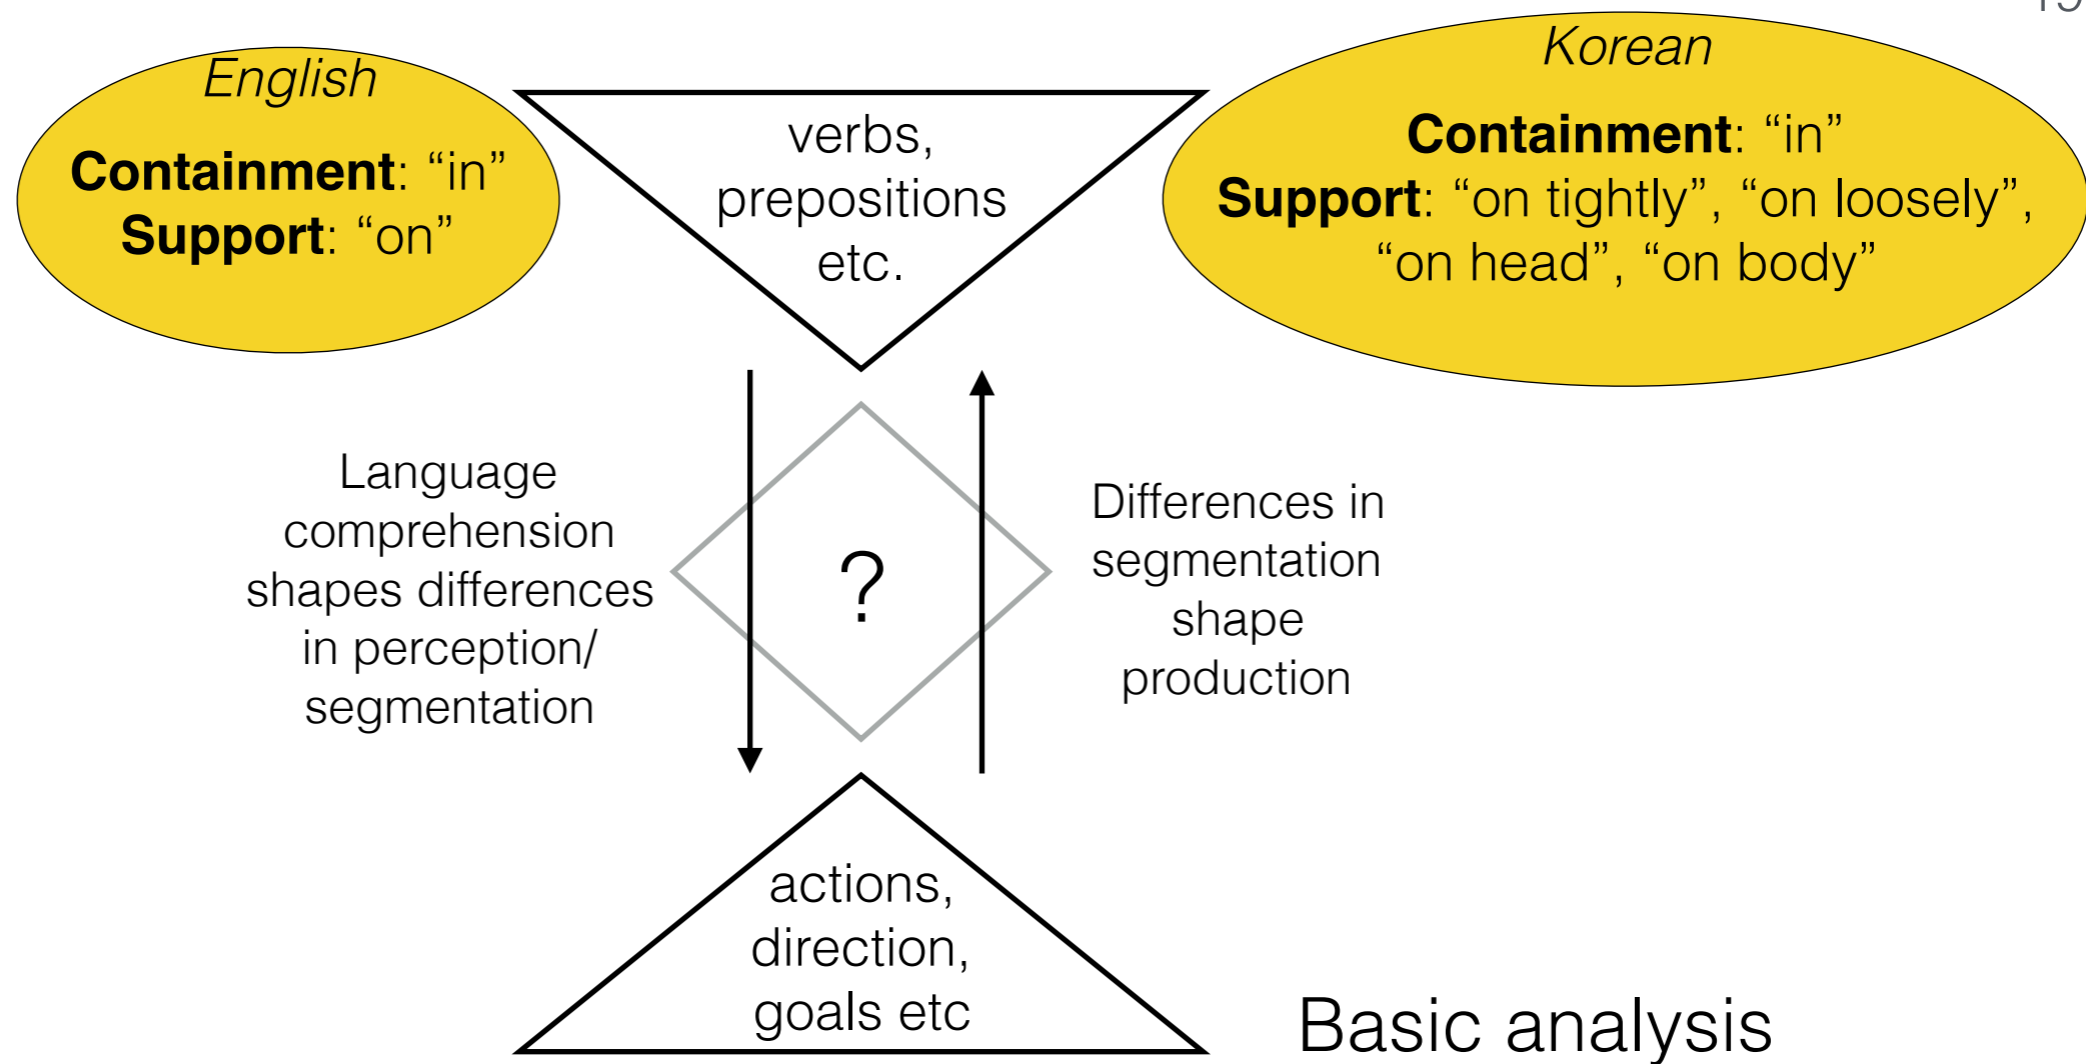 English
Containment: “in”
Support: “on”
verbs,
prepositions
etc.
Korean
Containment: “in”
Support: “on tightly”, “on loosely”,
“on head”, “on body”
Language
comprehension
shapes differences
in perception/
segmentation
?
Differences in
segmentation
shape
production
actions,
direction,
goals etc
Basic analysis